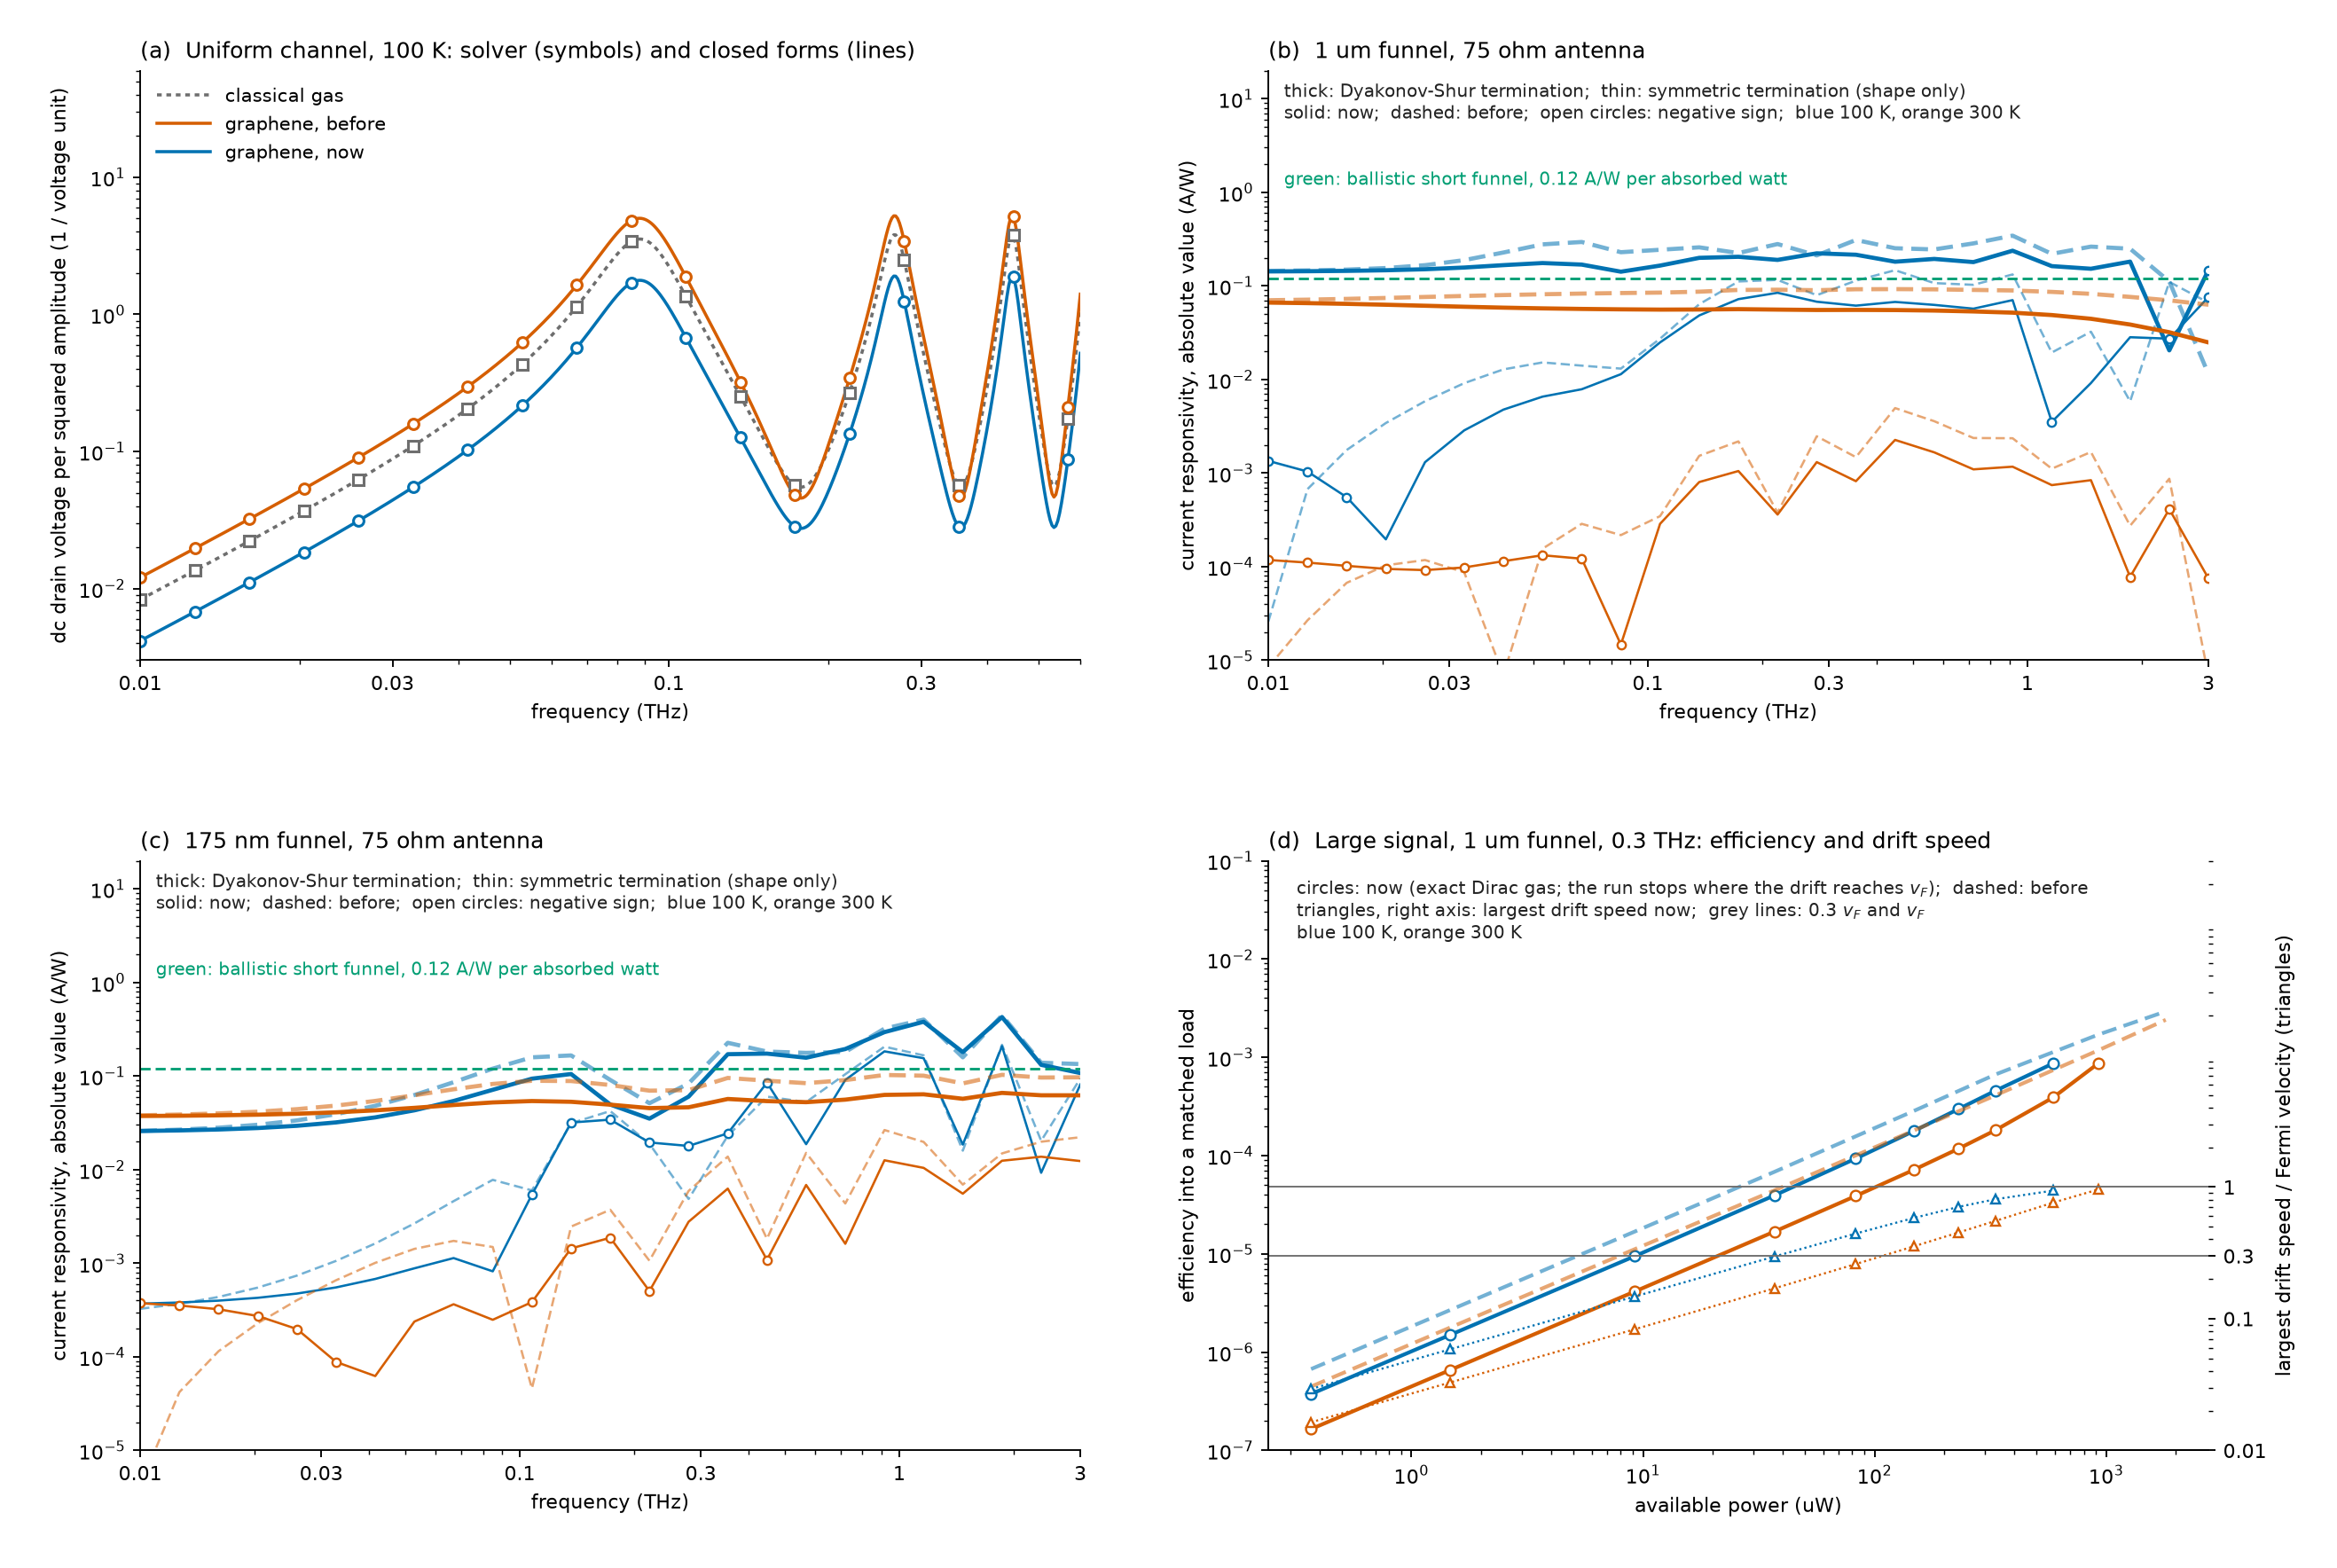 (a)  Uniform channel, 100 K: solver (symbols) and closed forms (lines)
dc drain voltage per squared amplitude (1 / voltage unit)
classical gas
graphene, before
graphene, now
10^1
10^0
10^-1
10^-2
0.01
0.03
0.1
0.3
frequency (THz)
(b)  1 um funnel, 75 ohm antenna
current responsivity, absolute value (A/W)
thick: Dyakonov-Shur termination;  thin: symmetric termination (shape only)
solid: now;  dashed: before;  open circles: negative sign;  blue 100 K, orange 300 K
green: ballistic short funnel, 0.12 A/W per absorbed watt
10^1
10^0
10^-1
10^-2
10^-3
10^-4
10^-5
0.01
0.03
0.1
0.3
1
3
frequency (THz)
(c)  175 nm funnel, 75 ohm antenna
current responsivity, absolute value (A/W)
thick: Dyakonov-Shur termination;  thin: symmetric termination (shape only)
solid: now;  dashed: before;  open circles: negative sign;  blue 100 K, orange 300 K
green: ballistic short funnel, 0.12 A/W per absorbed watt
10^1
10^0
10^-1
10^-2
10^-3
10^-4
10^-5
0.01
0.03
0.1
0.3
1
3
frequency (THz)
(d)  Large signal, 1 um funnel, 0.3 THz: efficiency and drift speed
efficiency into a matched load
circles: now (exact Dirac gas; the run stops where the drift reaches v_F);  dashed: before
triangles, right axis: largest drift speed now;  grey lines: 0.3 v_F and v_F
blue 100 K, orange 300 K
10^-1
10^-2
10^-3
10^-4
10^-5
10^-6
10^-7
10^0
10^1
10^2
10^3
available power (uW)
1
0.3
0.1
0.01
largest drift speed / Fermi velocity (triangles)